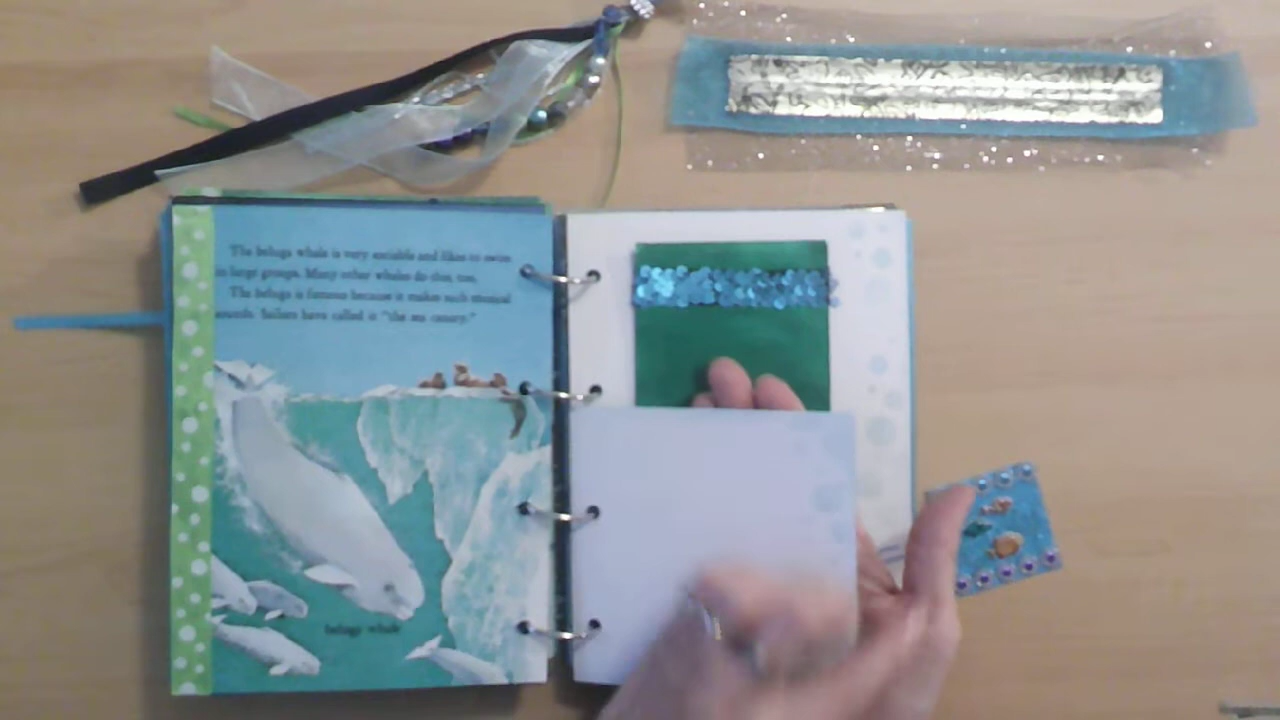 The beluga whale is very sociable and likes to swim
in large groups. Many other whales do this, too.
The beluga is famous because it makes such musical
sounds. Sailors have called it "the sea canary."
beluga whale